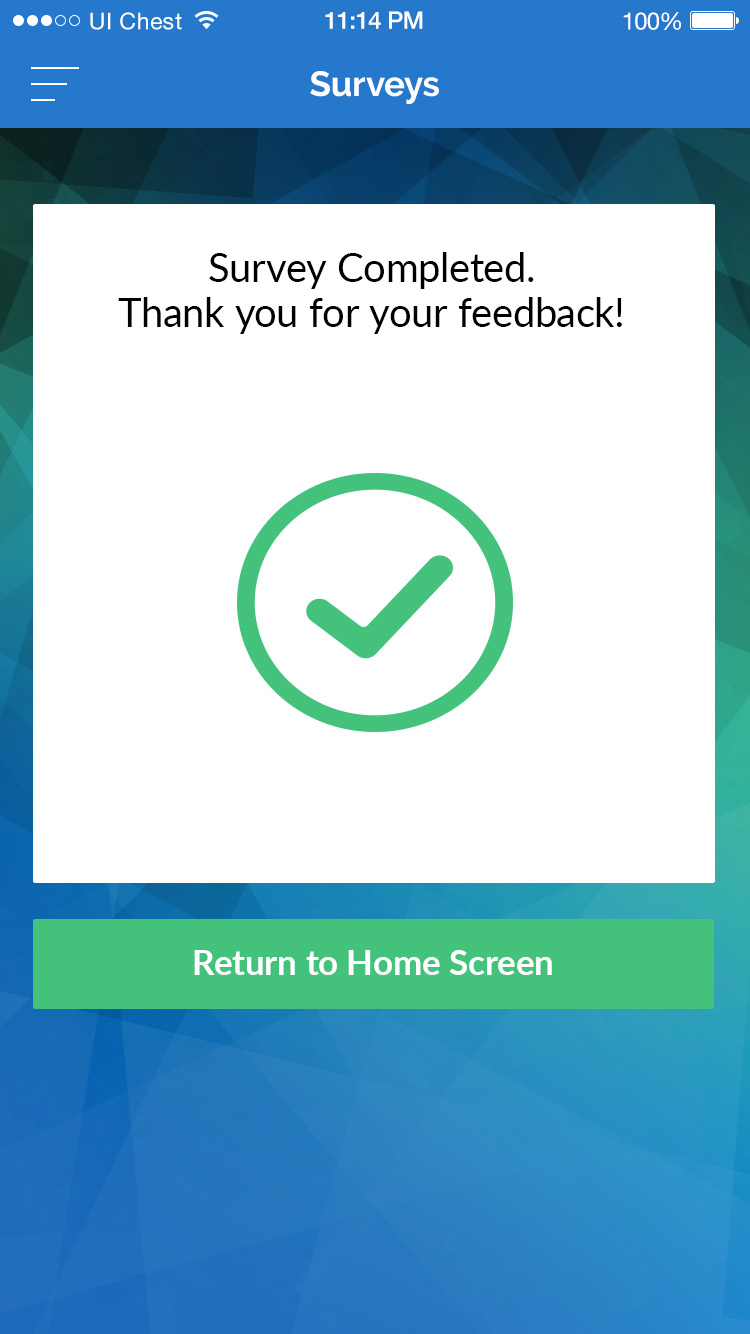 UI Chest 11:14 PM 100%
Surveys
Survey Completed.
Thank you for your feedback!
Return to Home Screen